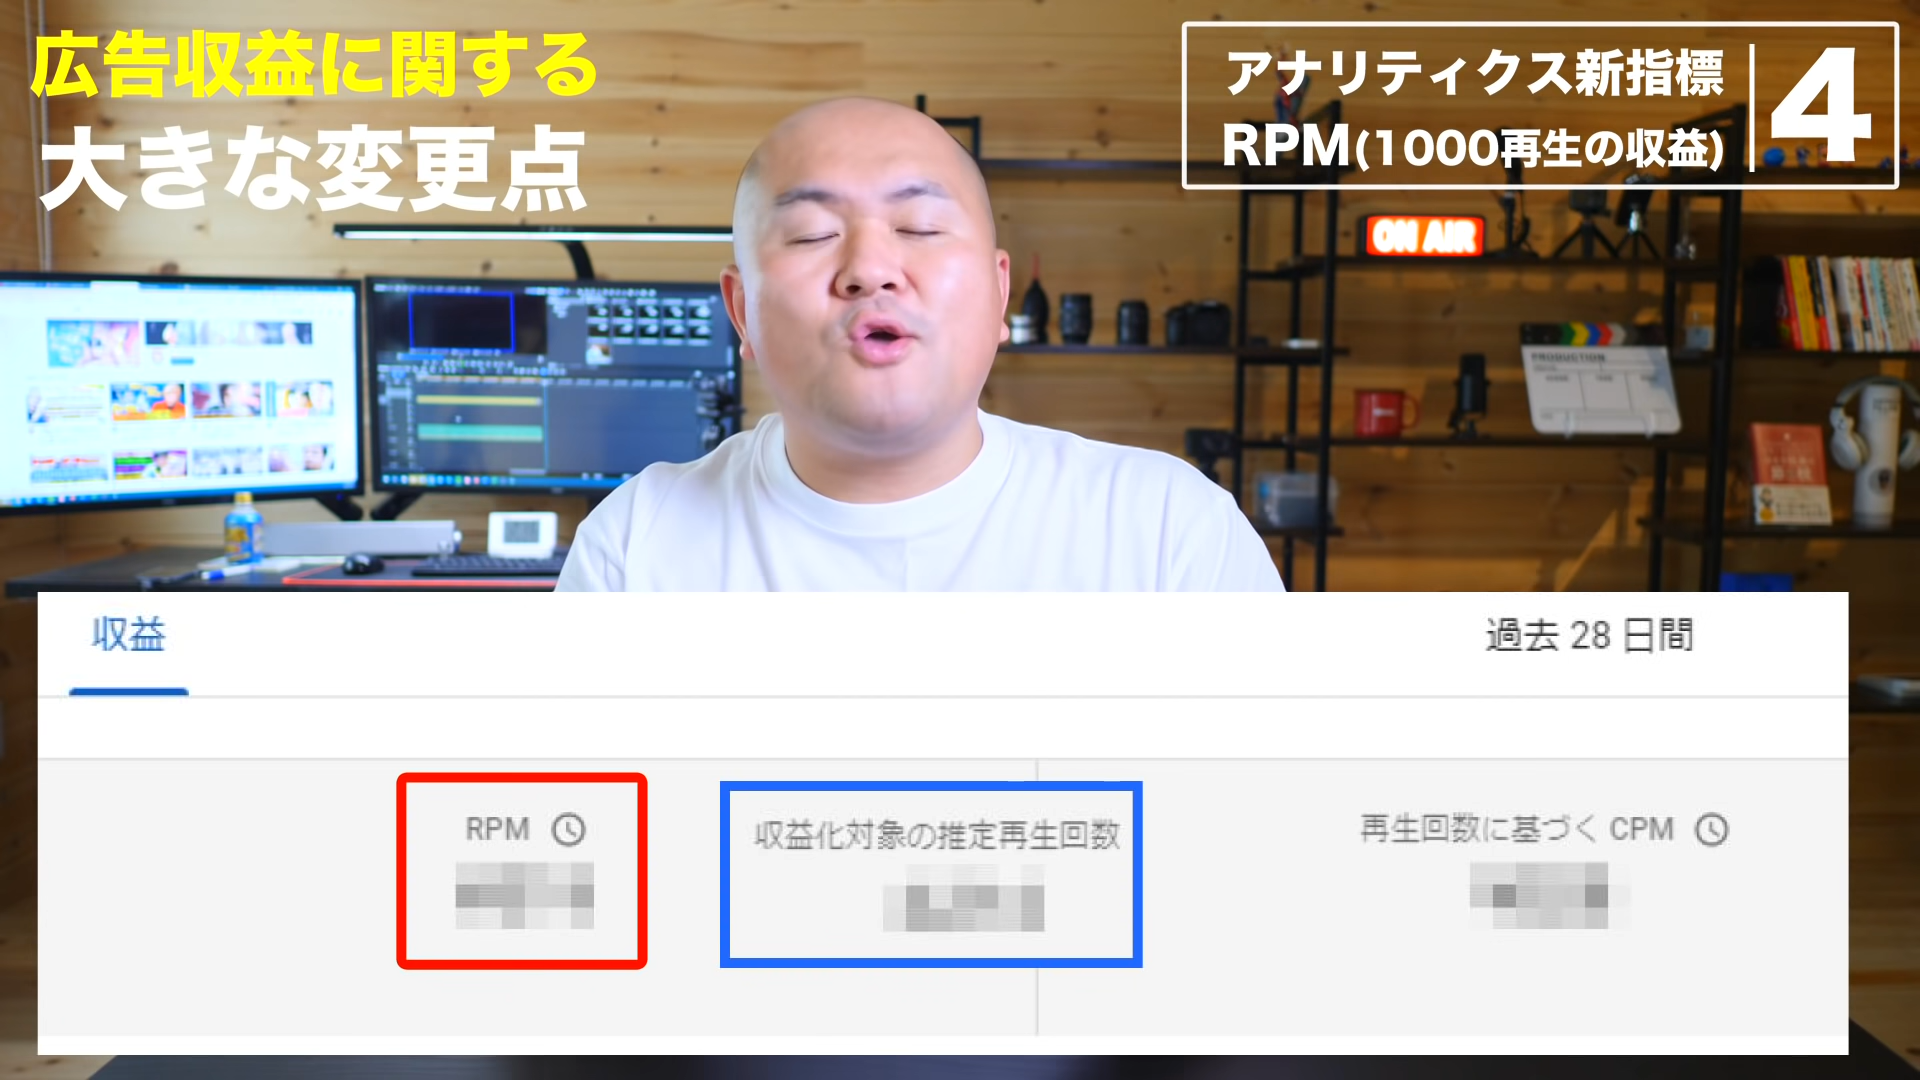 広告収益に関する
大きな変更点
アナリティクス新指標
RPM(1000再生の収益)
4
ON AIR
PRODUCTION
収益
過去 28 日間
RPM
収益化対象の推定再生回数
再生回数に基づく CPM